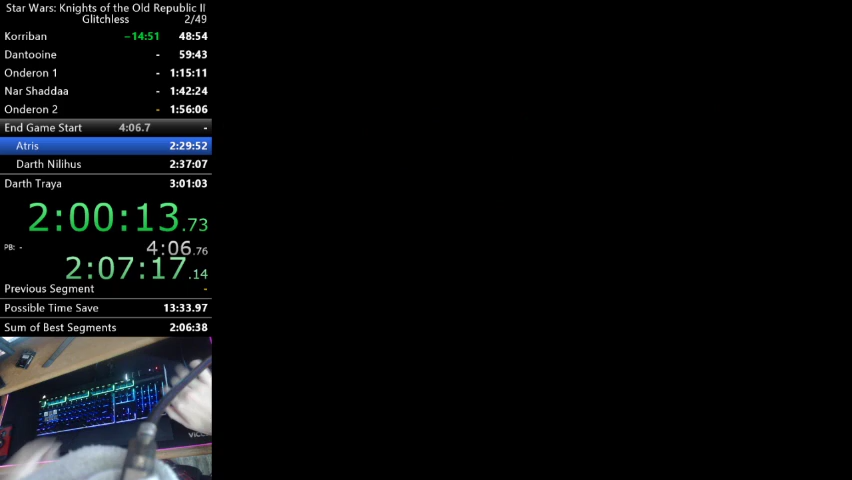 Star Wars: Knights of the Old Republic II
Glitchless 2/49
Korriban −14:51 48:54
Dantooine - 59:43
Onderon 1 - 1:15:11
Nar Shaddaa - 1:42:24
Onderon 2 - 1:56:06
End Game Start 4:06.7 -
Atris 2:29:52
Darth Nilihus 2:37:07
Darth Traya 3:01:03
2:00:13.73
PB: - 4:06.76
2:07:17.14
Previous Segment -
Possible Time Save 13:33.97
Sum of Best Segments 2:06:38